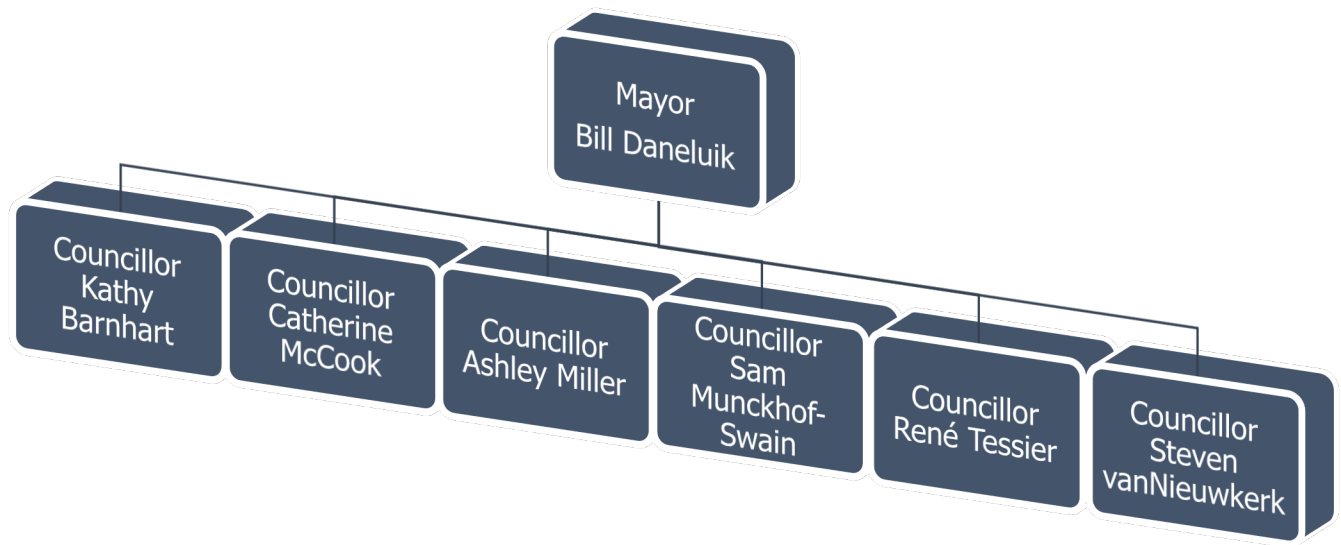 Mayor
Bill Daneluik
Councillor
Kathy
Barnhart
Councillor
Catherine
McCook
Councillor
Ashley Miller
Councillor
Sam
Munckhof-
Swain
Councillor
René Tessier
Councillor
Steven
vanNieuwkerk